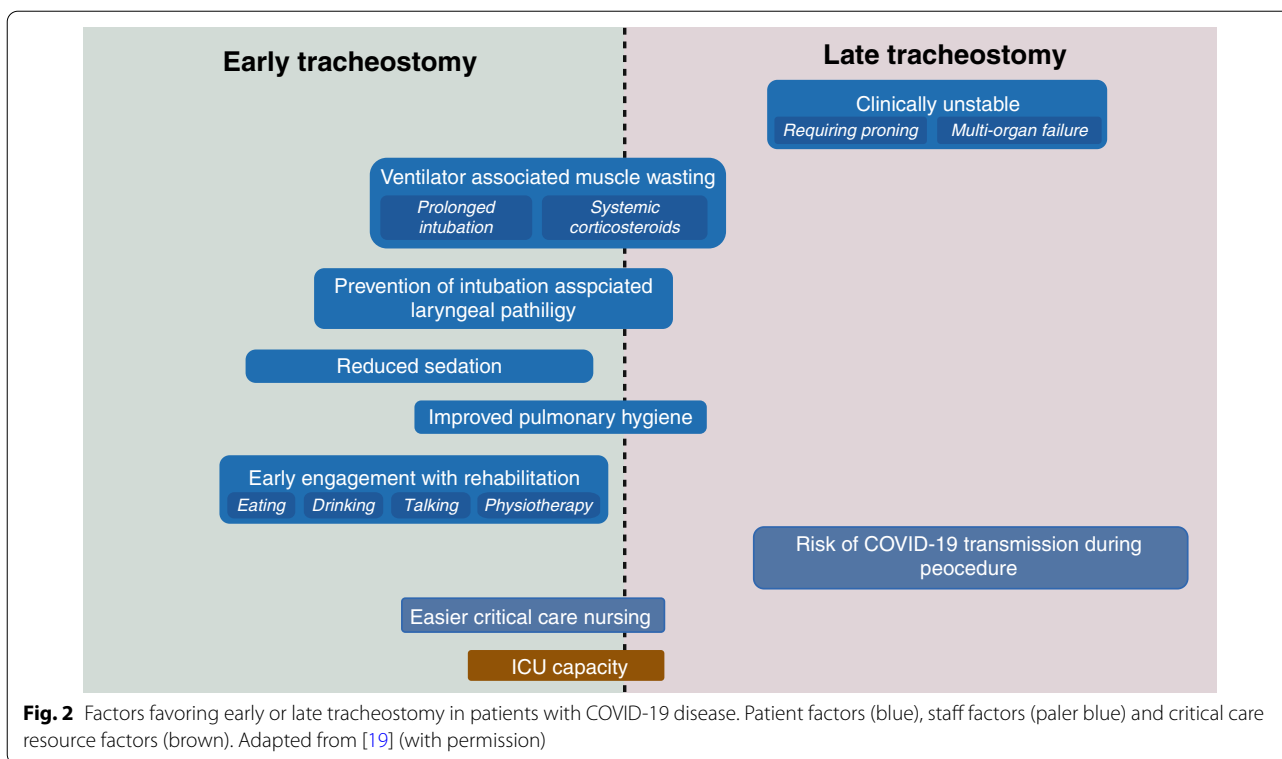 Early tracheostomy
Late tracheostomy
Clinically unstable
Requiring proning
Multi-organ failure
Ventilator associated muscle wasting
Prolonged
intubation
Systemic
corticosteroids
Prevention of intubation asspciated
laryngeal pathiligy
Reduced sedation
Improved pulmonary hygiene
Early engagement with rehabilitation
Eating
Drinking
Talking
Physiotherapy
Risk of COVID-19 transmission during
peocedure
Easier critical care nursing
ICU capacity
Fig. 2 Factors favoring early or late tracheostomy in patients with COVID-19 disease. Patient factors (blue), staff factors (paler blue) and critical care
resource factors (brown). Adapted from [19] (with permission)